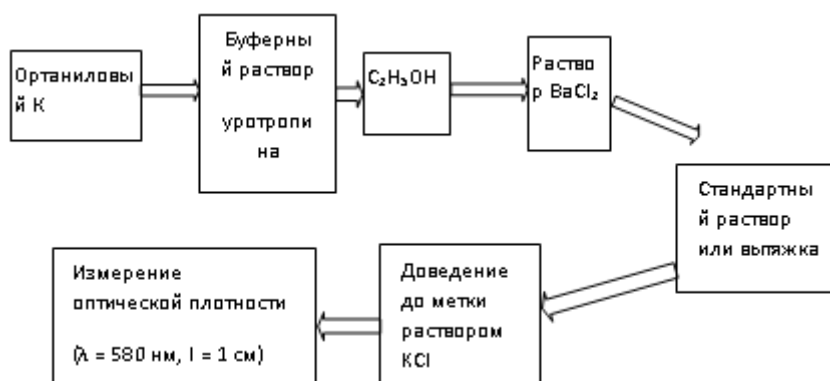 Ортаниловы
й К
Буферны
й раствор
уротропи
на
C₂H₅OH
Раство
р BaCl₂
Стандартны
й раствор
или вытяжка
Доведение
до метки
раствором
KCl
Измерение
оптической плотности
(λ = 580 нм, l = 1 см)